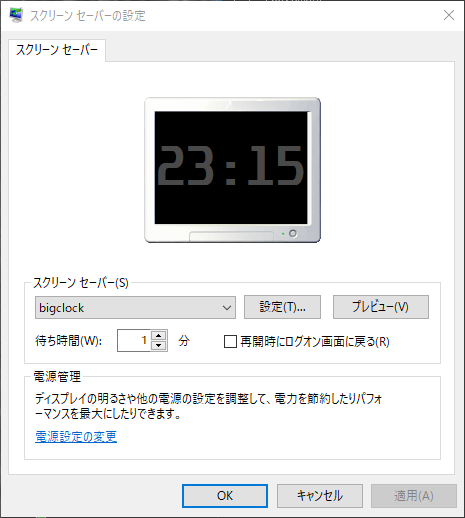 スクリーン セーバーの設定
スクリーン セーバー
23:15
スクリーン セーバー(S)
bigclock
設定(T)...
プレビュー(V)
待ち時間(W):
1
分
再開時にログオン画面に戻る(R)
電源管理
ディスプレイの明るさや他の電源の設定を調整して、電力を節約したりパフォ
ーマンスを最大にしたりできます。
電源設定の変更
OK
キャンセル
適用(A)